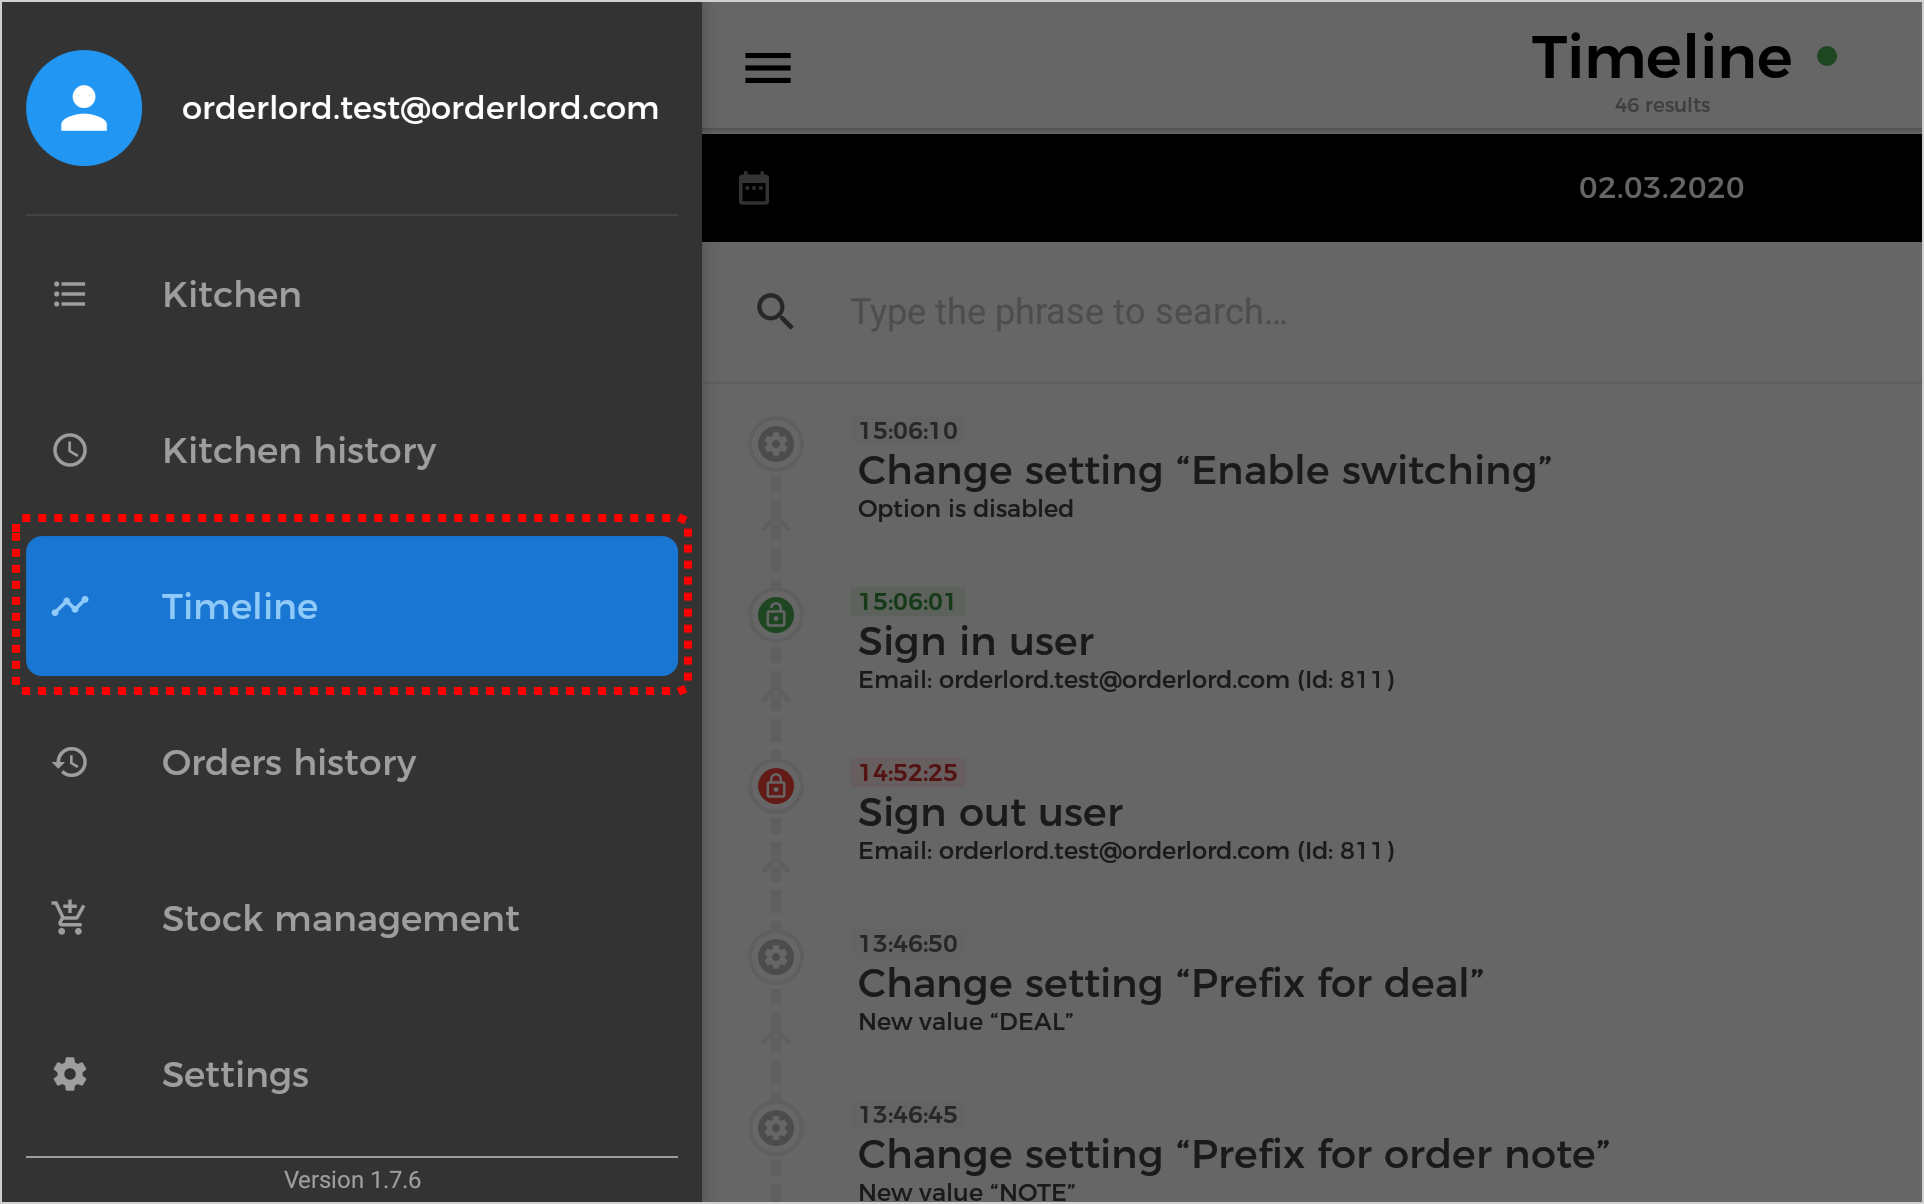 orderlord.test@orderlord.com
Kitchen
Kitchen history
Timeline
Orders history
Stock management
Settings
Version 1.7.6
Timeline
46 results
02.03.2020
Type the phrase to search...
15:06:10
Change setting “Enable switching”
Option is disabled
15:06:01
Sign in user
Email: orderlord.test@orderlord.com (Id: 811)
14:52:25
Sign out user
Email: orderlord.test@orderlord.com (Id: 811)
13:46:50
Change setting “Prefix for deal”
New value “DEAL”
13:46:45
Change setting “Prefix for order note”
New value “NOTE”